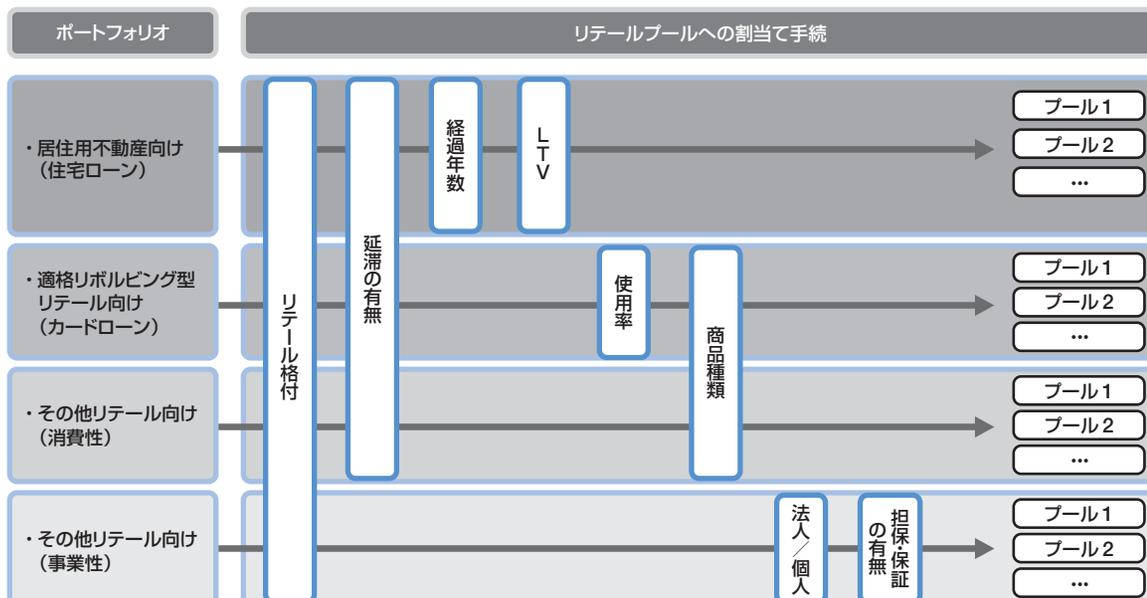 ポートフォリオ
リテールプールへの割当て手続
・居住用不動産向け
（住宅ローン）
・適格リボルビング型
リテール向け
（カードローン）
・その他リテール向け
（消費性）
・その他リテール向け
（事業性）
リテール格付
延滞の有無
経過年数
LTV
使用率
商品種類
法人／個人
担保・保証
の有無
プール1
プール2
…
プール1
プール2
…
プール1
プール2
…
プール1
プール2
…